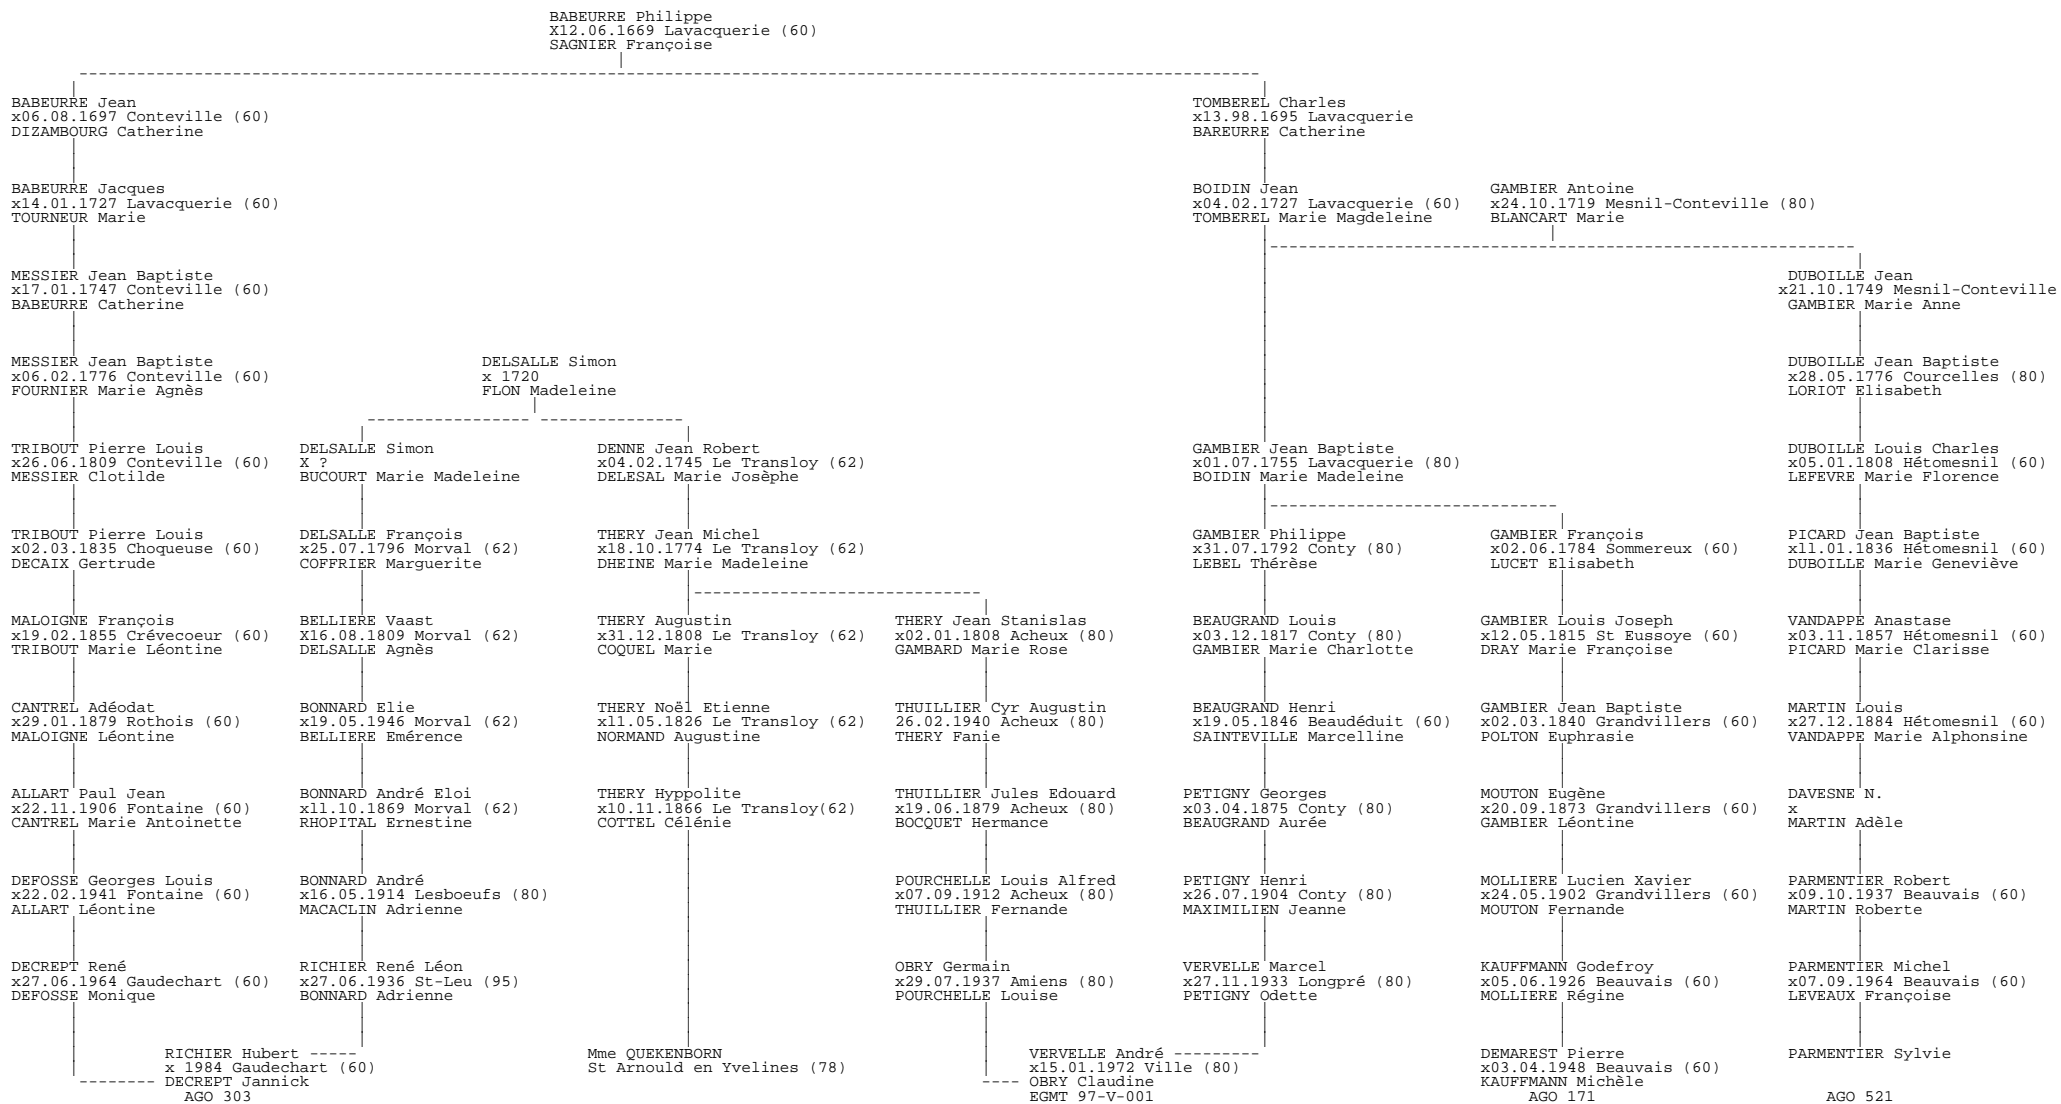 BABEURRE Philippe
X12.06.1669 Lavacquerie (60)
SAGNIER Françoise
BABEURRE Jean
x06.08.1697 Conteville (60)
DIZAMBOURG Catherine
TOMBEREL Charles
x13.98.1695 Lavacquerie
BAREURRE Catherine
BABEURRE Jacques
x14.01.1727 Lavacquerie (60)
TOURNEUR Marie
BOIDIN Jean
x04.02.1727 Lavacquerie (60)
TOMBEREL Marie Magdeleine
GAMBIER Antoine
x24.10.1719 Mesnil-Conteville (80)
BLANCART Marie
MESSIER Jean Baptiste
x17.01.1747 Conteville (60)
BABEURRE Catherine
DUBOILLE Jean
x21.10.1749 Mesnil-Conteville
GAMBIER Marie Anne
MESSIER Jean Baptiste
x06.02.1776 Conteville (60)
FOURNIER Marie Agnès
DELSALLE Simon
x 1720
FLON Madeleine
DUBOILLE Jean Baptiste
x28.05.1776 Courcelles (80)
LORIOT Elisabeth
TRIBOUT Pierre Louis
x26.06.1809 Conteville (60)
MESSIER Clotilde
DELSALLE Simon
X ?
BUCOURT Marie Madeleine
DENNE Jean Robert
x04.02.1745 Le Transloy (62)
DELESAL Marie Josèphe
GAMBIER Jean Baptiste
x01.07.1755 Lavacquerie (80)
BOIDIN Marie Madeleine
DUBOILLE Louis Charles
x05.01.1808 Hétomesnil (60)
LEFEVRE Marie Florence
TRIBOUT Pierre Louis
x02.03.1835 Choqueuse (60)
DECAIX Gertrude
DELSALLE François
x25.07.1796 Morval (62)
COFFRIER Marguerite
THERY Jean Michel
x18.10.1774 Le Transloy (62)
DHEINE Marie Madeleine
GAMBIER Philippe
x31.07.1792 Conty (80)
LEBEL Thérèse
GAMBIER François
x02.06.1784 Sommereux (60)
LUCET Elisabeth
PICARD Jean Baptiste
x11.01.1836 Hétomesnil (60)
DUBOILLE Marie Geneviève
MALOIGNE François
x19.02.1855 Crévecoeur (60)
TRIBOUT Marie Léontine
BELLIERE Vaast
X16.08.1809 Morval (62)
DELSALLE Agnès
THERY Augustin
x31.12.1808 Le Transloy (62)
COQUEL Marie
THERY Jean Stanislas
x02.01.1808 Acheux (80)
GAMBARD Marie Rose
BEAUGRAND Louis
x03.12.1817 Conty (80)
GAMBIER Marie Charlotte
GAMBIER Louis Joseph
x12.05.1815 St Eussoye (60)
DRAY Marie Françoise
VANDAPPE Anastase
x03.11.1857 Hétomesnil (60)
PICARD Marie Clarisse
CANTREL Adéodat
x29.01.1879 Rothois (60)
MALOIGNE Léontine
BONNARD Elie
x19.05.1946 Morval (62)
BELLIERE Emérence
THERY Noël Etienne
x11.05.1826 Le Transloy (62)
NORMAND Augustine
THUILLIER Cyr Augustin
26.02.1940 Acheux (80)
THERY Fanie
BEAUGRAND Henri
x19.05.1846 Beaudéduit (60)
SAINTEVILLE Marcelline
GAMBIER Jean Baptiste
x02.03.1840 Grandvillers (60)
POLTON Euphrasie
MARTIN Louis
x27.12.1884 Hétomesnil (60)
VANDAPPE Marie Alphonsine
ALLART Paul Jean
x22.11.1906 Fontaine (60)
CANTREL Marie Antoinette
BONNARD André Eloi
x11.10.1869 Morval (62)
RHOPITAL Ernestine
THERY Hyppolite
x10.11.1866 Le Transloy(62)
COTTEL Célénie
THUILLIER Jules Edouard
x19.06.1879 Acheux (80)
BOCQUET Hermance
PETIGNY Georges
x03.04.1875 Conty (80)
BEAUGRAND Aurée
MOUTON Eugène
x20.09.1873 Grandvillers (60)
GAMBIER Léontine
DAVESNE N.
x
MARTIN Adèle
DEFOSSE Georges Louis
x22.02.1941 Fontaine (60)
ALLART Léontine
BONNARD André
x16.05.1914 Lesboeufs (80)
MACACLIN Adrienne
POURCHELLE Louis Alfred
x07.09.1912 Acheux (80)
THUILLIER Fernande
PETIGNY Henri
x26.07.1904 Conty (80)
MAXIMILIEN Jeanne
MOLLIERE Lucien Xavier
x24.05.1902 Grandvillers (60)
MOUTON Fernande
PARMENTIER Robert
x09.10.1937 Beauvais (60)
MARTIN Roberte
DECREPT René
x27.06.1964 Gaudechart (60)
DEFOSSE Monique
RICHIER René Léon
x27.06.1936 St-Leu (95)
BONNARD Adrienne
OBRY Germain
x29.07.1937 Amiens (80)
POURCHELLE Louise
VERVELLE Marcel
x27.11.1933 Longpré (80)
PETIGNY Odette
KAUFFMANN Godefroy
x05.06.1926 Beauvais (60)
MOLLIERE Régine
PARMENTIER Michel
x07.09.1964 Beauvais (60)
LEVEAUX Françoise
RICHIER Hubert
x 1984 Gaudechart (60)
DECREPT Jannick
AGO 303
Mme QUEKENBORN
St Arnould en Yvelines (78)
VERVELLE André
x15.01.1972 Ville (80)
OBRY Claudine
EGMT 97-V-001
DEMAREST Pierre
x03.04.1948 Beauvais (60)
KAUFFMANN Michèle
AGO 171
PARMENTIER Sylvie
AGO 521